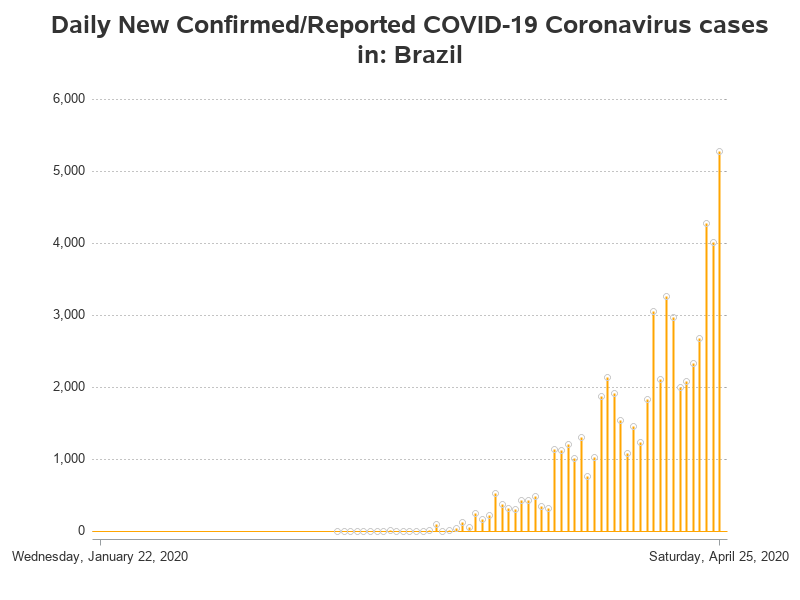 Daily New Confirmed/Reported COVID-19 Coronavirus cases
in: Brazil
6,000
5,000
4,000
3,000
2,000
1,000
0
Wednesday, January 22, 2020
Saturday, April 25, 2020